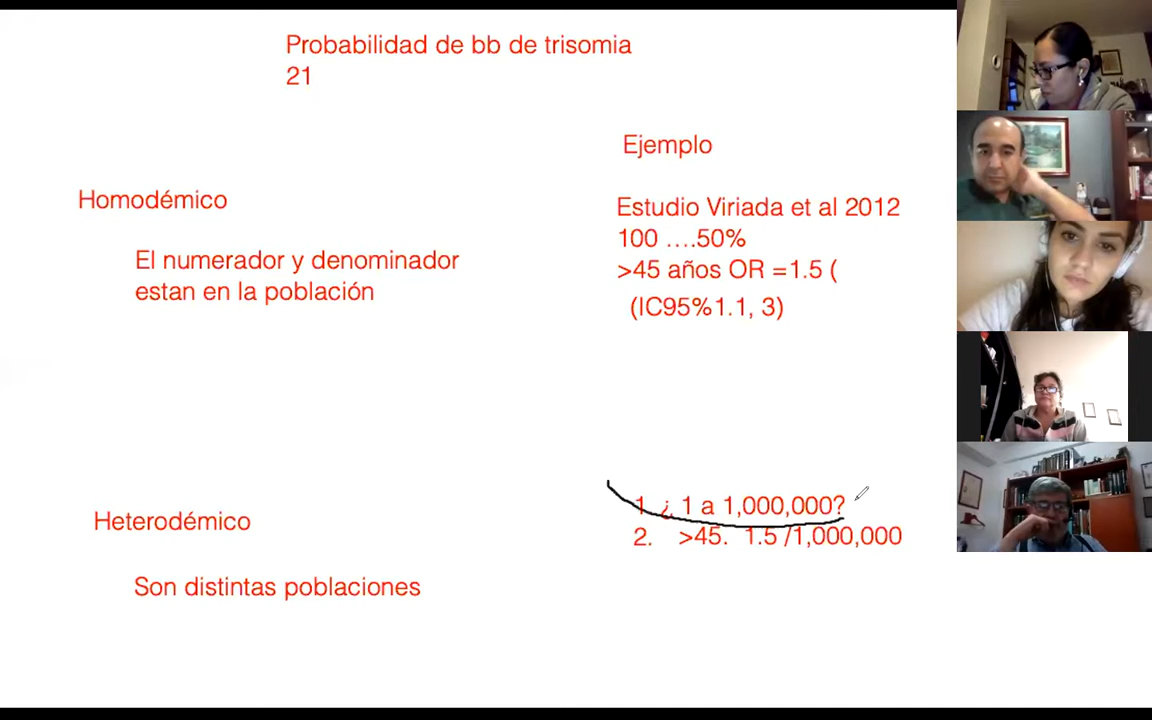 Probabilidad de bb de trisomia
21
Ejemplo
Homodémico
Estudio Viriada et al 2012
100 ....50%
El numerador y denominador
>45 años OR =1.5 (
estan en la población
(IC95%1.1, 3)
1. ¿ 1 a 1,000,000?
Heterodémico
2. >45. 1.5 /1,000,000
Son distintas poblaciones